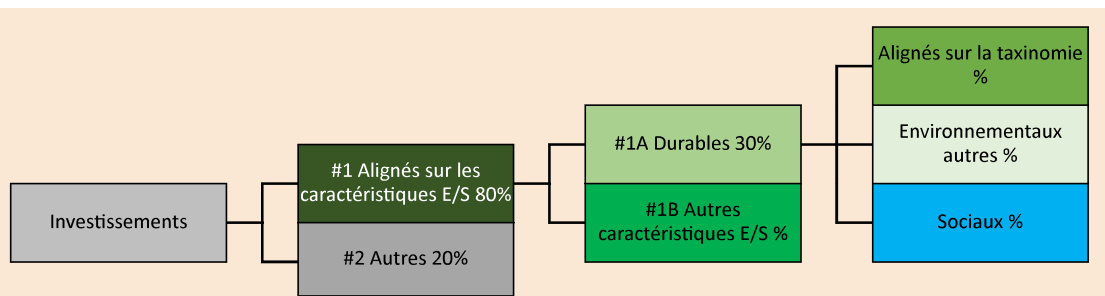 Investissements
#1 Alignés sur les
caractéristiques E/S 80%
#2 Autres 20%
#1A Durables 30%
#1B Autres
caractéristiques E/S %
Alignés sur la taxinomie
%
Environnementaux
autres %
Sociaux %